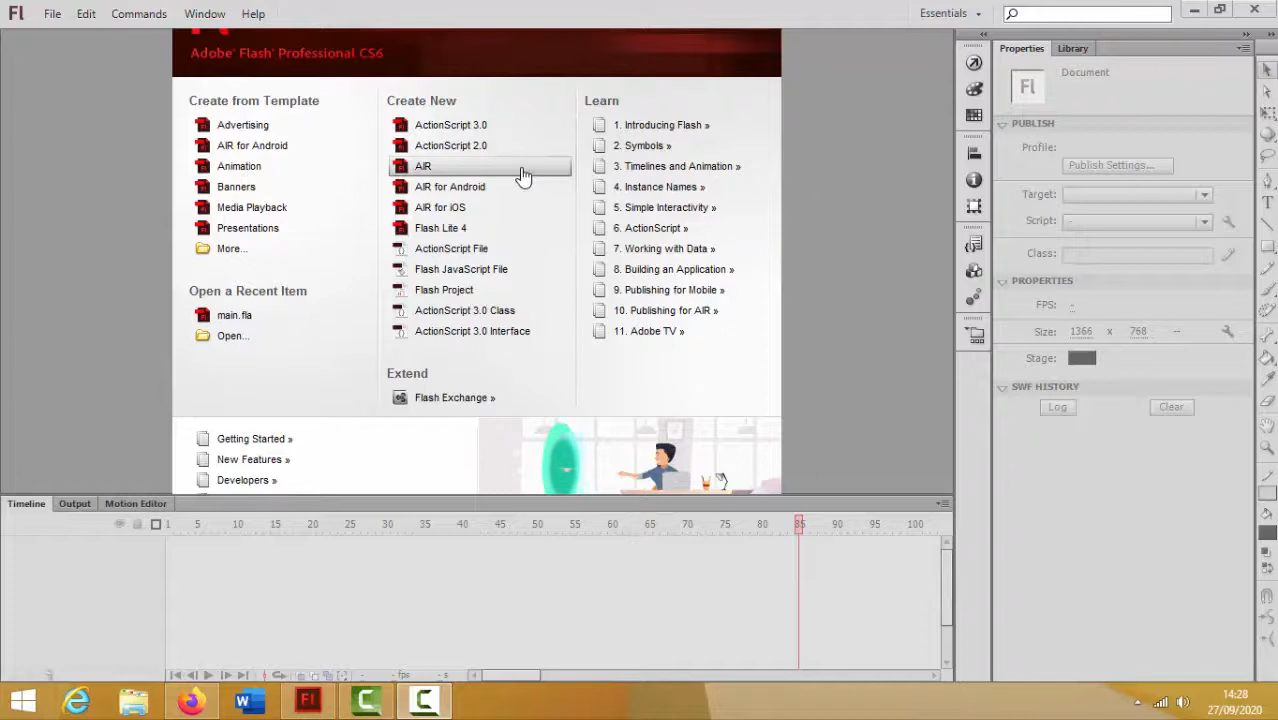 Fl File Edit Commands Window Help Essentials
Adobe Flash Professional CS6
Create from Template
Advertising
AIR for Android
Animation
Banners
Media Playback
Presentations
More...
Open a Recent Item
main.fla
Open...
Create New
ActionScript 3.0
ActionScript 2.0
AIR
AIR for Android
AIR for iOS
Flash Lite 4
ActionScript File
Flash JavaScript File
Flash Project
ActionScript 3.0 Class
ActionScript 3.0 Interface
Extend
Flash Exchange »
Learn
1. Introducing Flash »
2. Symbols »
3. Timelines and Animation »
4. Instance Names »
5. Simple Interactivity »
6. ActionScript »
7. Working with Data »
8. Building an Application »
9. Publishing for Mobile »
10. Publishing for AIR »
11. Adobe TV »
Getting Started »
New Features »
Developers »
Properties Library
Fl Document
PUBLISH
Profile:
Publish Settings...
Target:
Script: -
Class:
PROPERTIES
FPS: -
Size: 1366 x 768 --
Stage:
SWF HISTORY
Log Clear
Timeline Output Motion Editor
1 5 10 15 20 25 30 35 40 45 50 55 60 65 70 75 80 85 90 95 100
- fps - s
14:28
27/09/2020